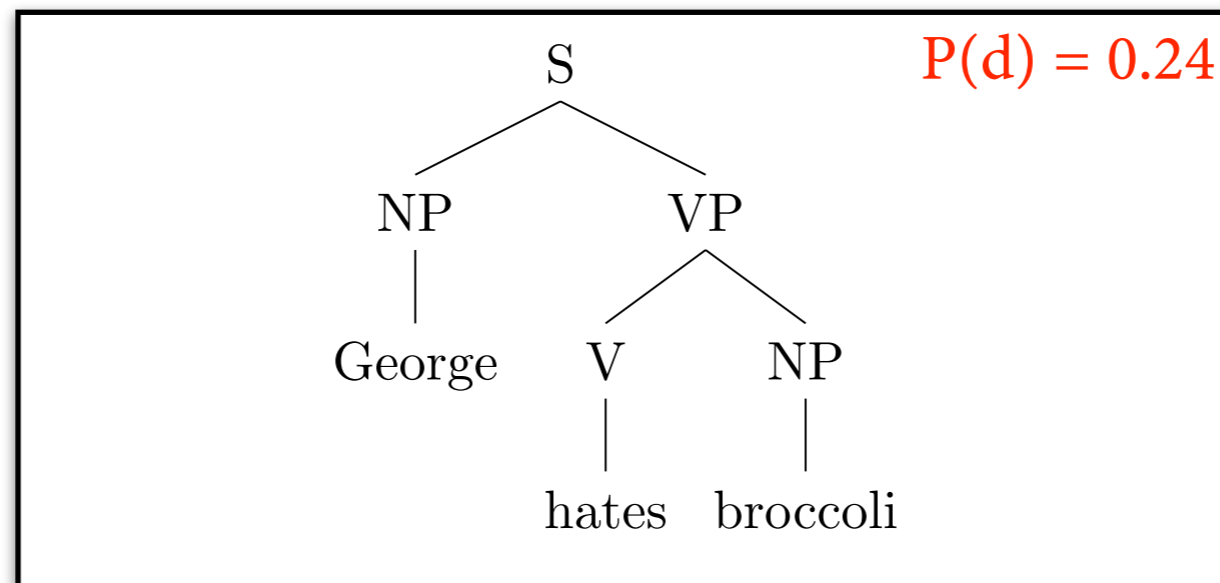 S
P(d) = 0.24
NP VP
George V NP
hates broccoli